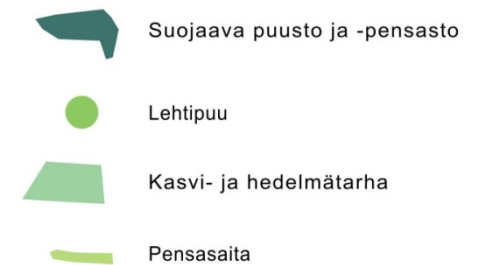 Suojaava puusto ja -pensasto
Lehtipuu
Kasvi- ja hedelmätarha
Pensasaita